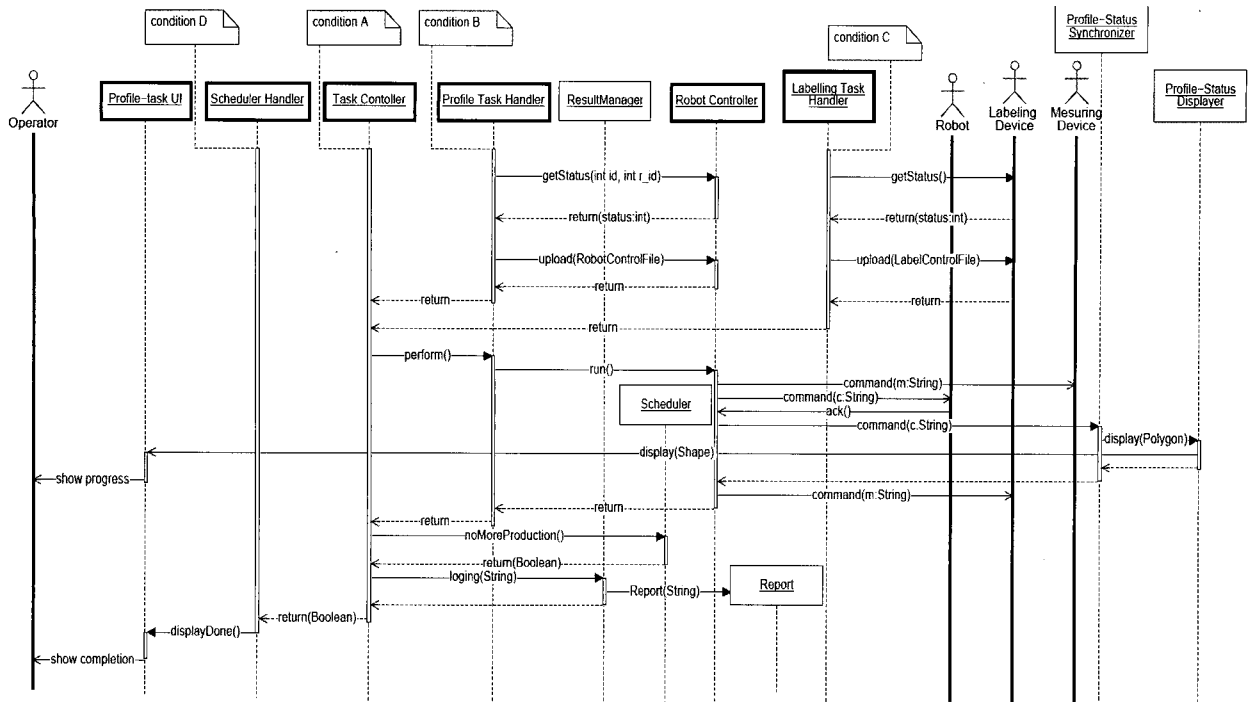 condition D
condition A
condition B
condition C
Profile-Status
Synchronizer
Operator
Profile-task UI
Scheduler Handler
Task Contoller
Profile Task Handler
ResultManager
Robot Controller
Labelling Task
Handler
Robot
Labeling
Device
Mesuring
Device
Profile-Status
Displayer
getStatus(int id, int r_id)
getStatus()
return(status:int)
return(status:int)
upload(RobotControlFile)
upload(LabelControlFile)
return
return
return
return
perform()
run()
Scheduler
command(m:String)
command(c:String)
ack()
command(c:String)
display(Polygon)
display(Shape)
show progress
command(m:String)
return
return
noMoreProduction()
return(Boolean)
loging(String)
Report(String)
Report
return(Boolean)
displayDone()
show completion